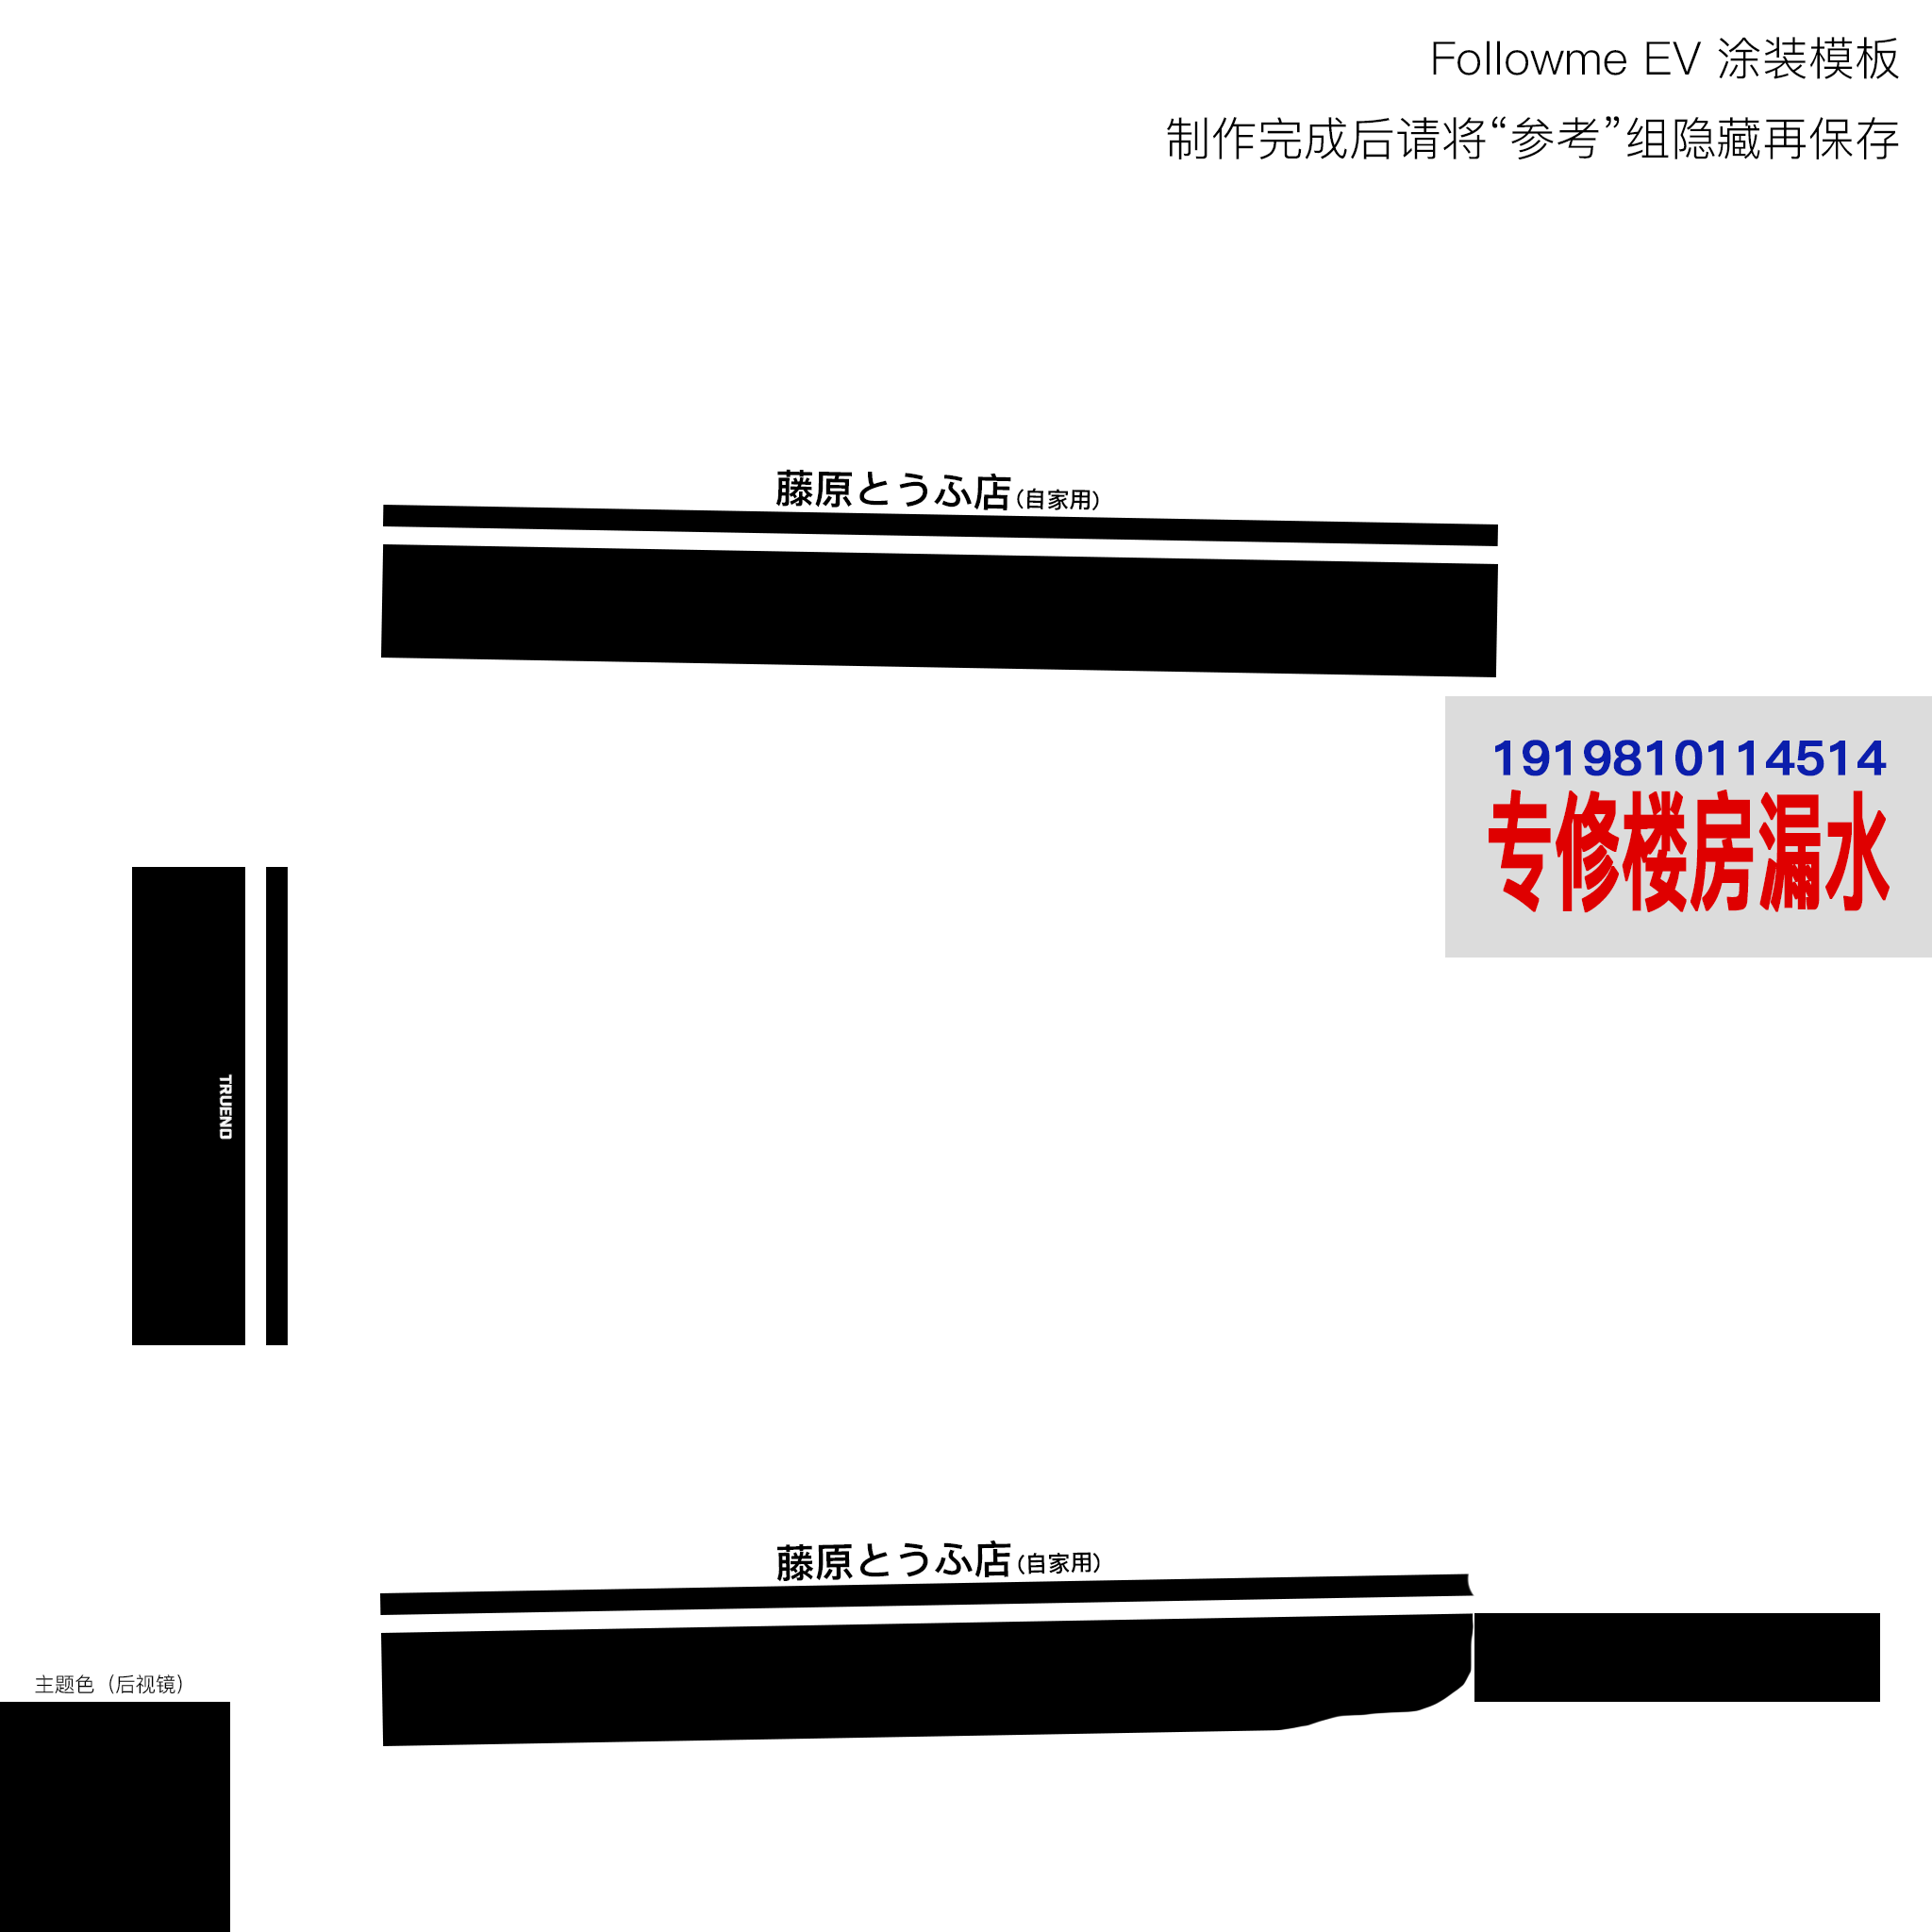 Followme EV 涂装模板
制作完成后请将“参考”组隐藏再保存
藤原とうふ店(自家用)
1919810114514
专修楼房漏水
TRUENO
藤原とうふ店(自家用)
主题色（后视镜）